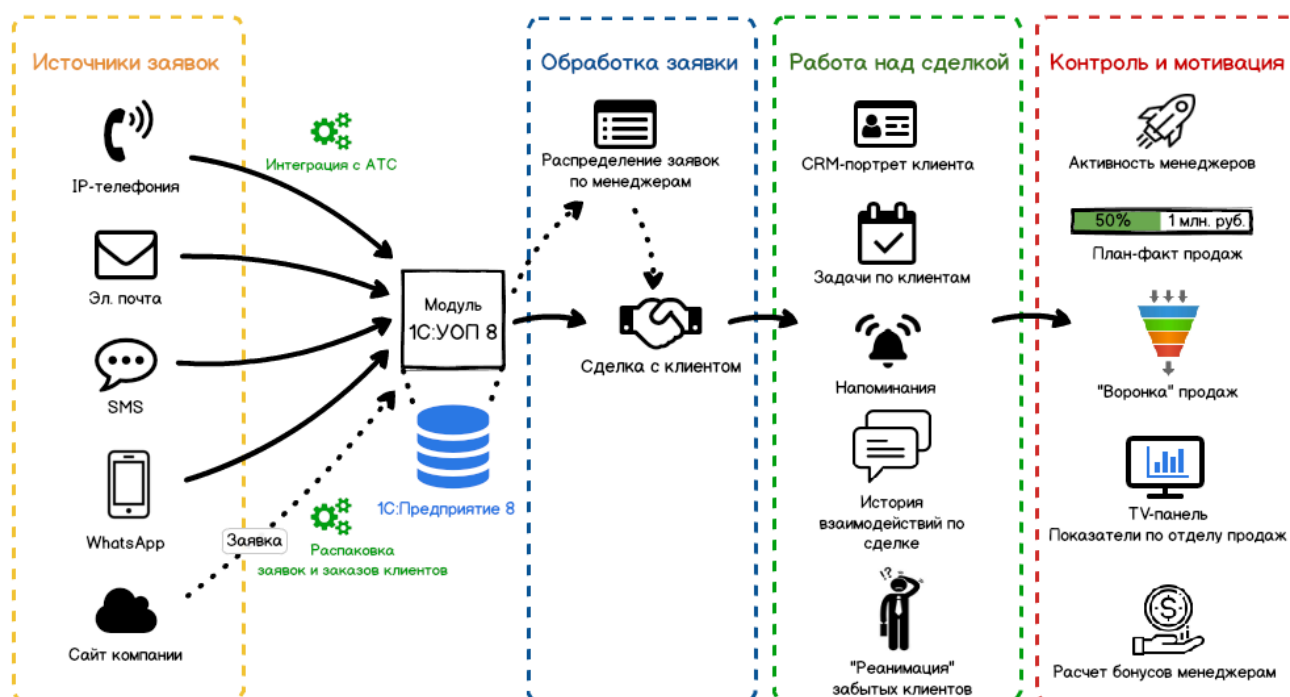 Источники заявок
IP-телефония
Эл. почта
SMS
WhatsApp
Сайт компании
Интеграция с АТС
Модуль
1С:УОП 8
1С:Предприятие 8
Заявка
Распаковка
заявок и заказов клиентов
Обработка заявки
Распределение заявок
по менеджерам
Сделка с клиентом
Работа над сделкой
CRM-портрет клиента
Задачи по клиентам
Напоминания
История
взаимодействий по
сделке
!?
"Реанимация"
забытых клиентов
Контроль и мотивация
Активность менеджеров
50% 1 млн. руб.
План-факт продаж
"Воронка" продаж
TV-панель
Показатели по отделу продаж
$
Расчет бонусов менеджерам